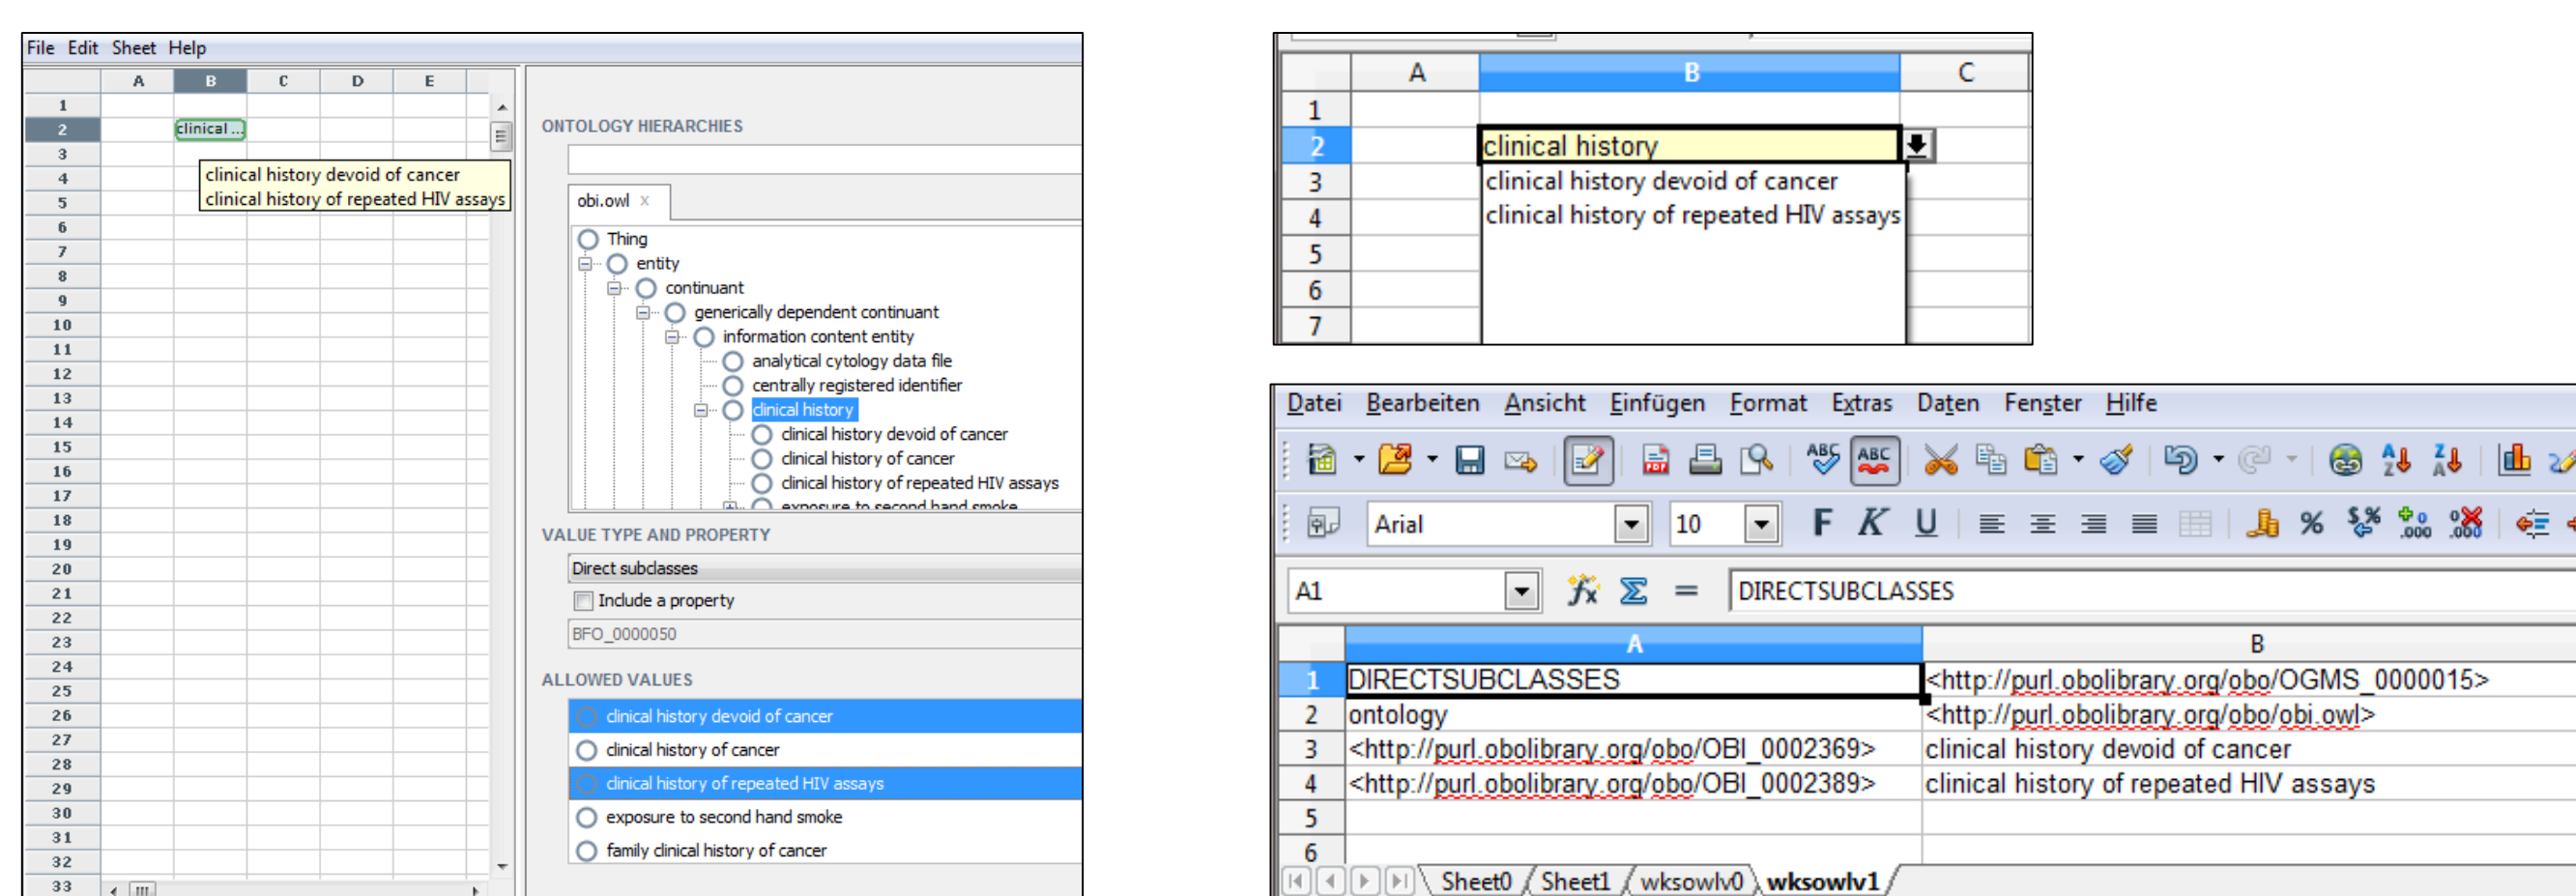 File Edit Sheet Help
A B C D E
1
2 clinical ...
3
4 clinical history devoid of cancer
5 clinical history of repeated HIV assays
6
7
8
9
10
11
12
13
14
15
16
17
18
19
20
21
22
23
24
25
26
27
28
29
30
31
32
33
ONTOLOGY HIERARCHIES
obi.owl x
Thing
entity
continuant
generically dependent continuant
information content entity
analytical cytology data file
centrally registered identifier
clinical history
clinical history devoid of cancer
clinical history of cancer
clinical history of repeated HIV assays
exposure to second hand smoke
VALUE TYPE AND PROPERTY
Direct subclasses
Include a property
BFO_0000050
ALLOWED VALUES
clinical history devoid of cancer
clinical history of cancer
clinical history of repeated HIV assays
exposure to second hand smoke
family clinical history of cancer
A B C
1
2 clinical history
3 clinical history devoid of cancer
4 clinical history of repeated HIV assays
5
6
7
Datei Bearbeiten Ansicht Einfügen Format Extras Daten Fenster Hilfe
Arial 10 F K U
A1 DIRECTSUBCLASSES
A B
1 DIRECTSUBCLASSES <http://purl.obolibrary.org/obo/OGMS_0000015>
2 ontology <http://purl.obolibrary.org/obo/obi.owl>
3 <http://purl.obolibrary.org/obo/OBI_0002369> clinical history devoid of cancer
4 <http://purl.obolibrary.org/obo/OBI_0002389> clinical history of repeated HIV assays
5
6
Sheet0 Sheet1 wksowlv0 wksowlv1